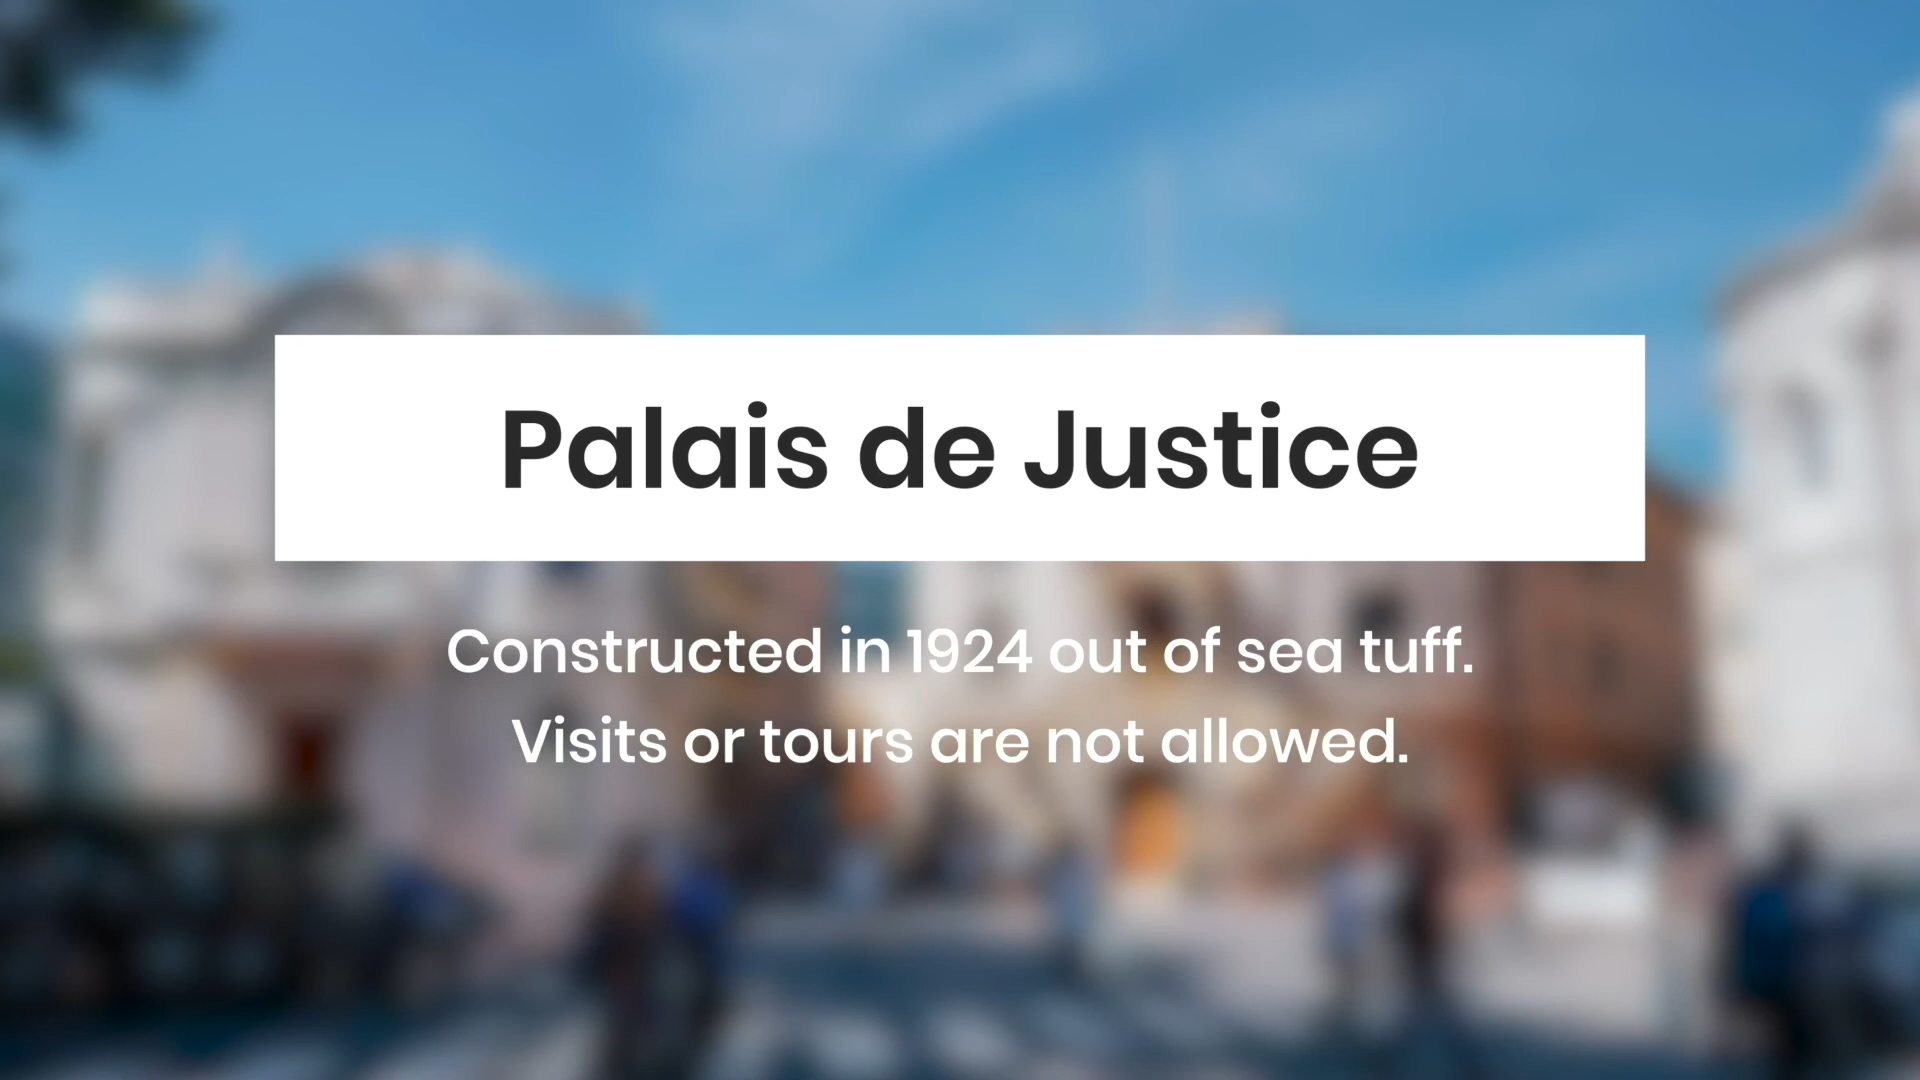 Palais de Justice
Constructed in 1924 out of sea tuff.
Visits or tours are not allowed.